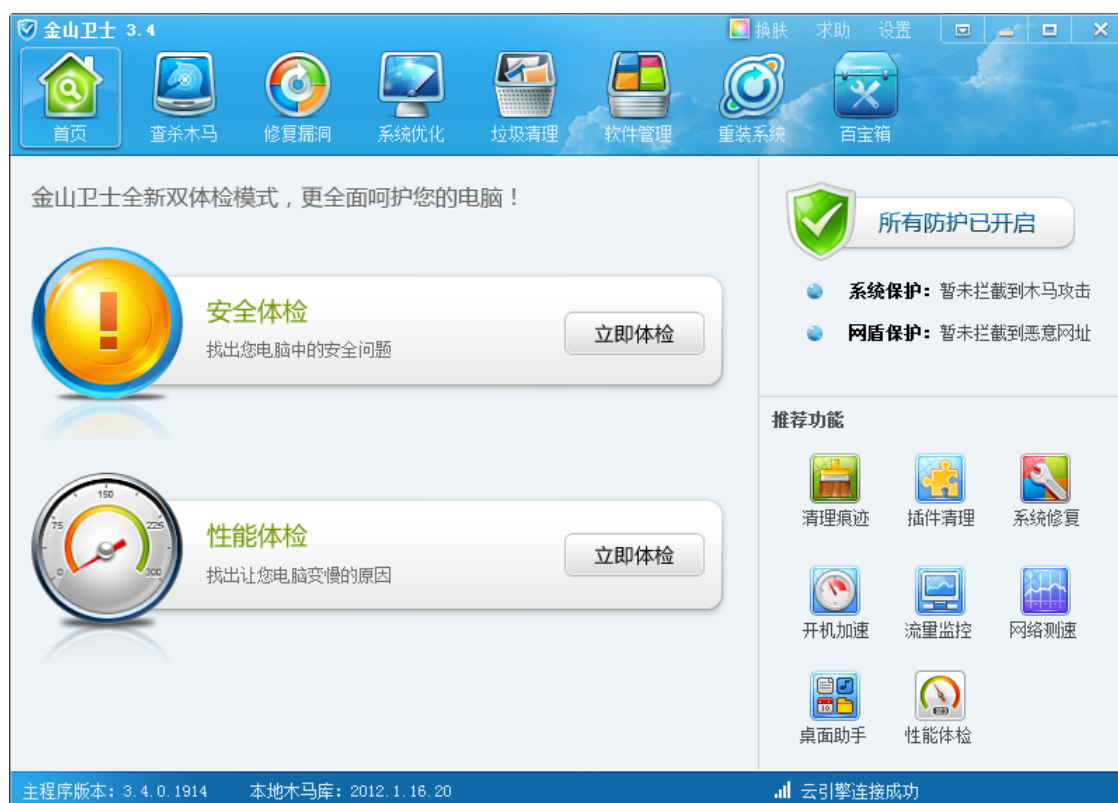 金山卫士 3.4
换肤 求助 设置
首页 查杀木马 修复漏洞 系统优化 垃圾清理 软件管理 重装系统 百宝箱
金山卫士全新双体检模式，更全面呵护您的电脑！
安全体检
找出您电脑中的安全问题
立即体检
150
75 225
0 300
性能体检
找出让您电脑变慢的原因
立即体检
所有防护已开启
系统保护：暂未拦截到木马攻击
网盾保护：暂未拦截到恶意网址
推荐功能
清理痕迹 插件清理 系统修复
开机加速 流量监控 网络测速
10
桌面助手 性能体检
主程序版本：3.4.0.1914 本地木马库：2012.1.16.20 云引擎连接成功